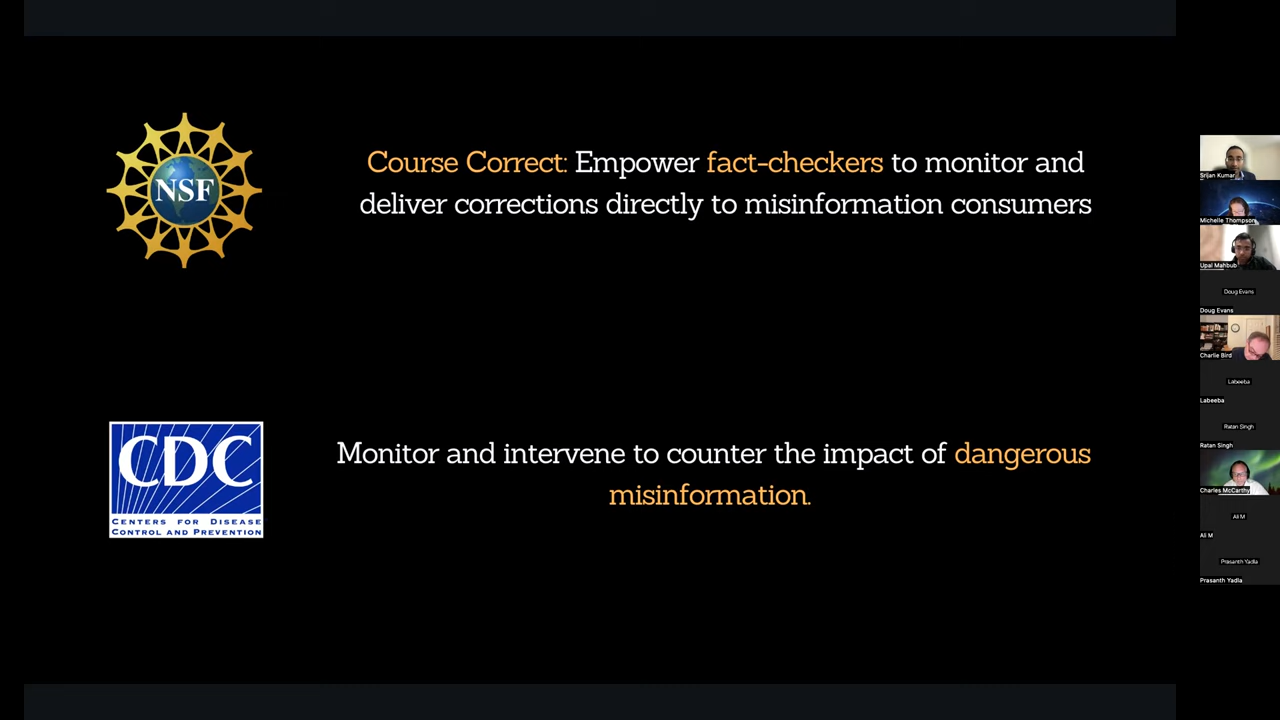 NSF
Course Correct: Empower fact-checkers to monitor and
deliver corrections directly to misinformation consumers
CDC
CENTERS FOR DISEASE
CONTROL AND PREVENTION
Monitor and intervene to counter the impact of dangerous
misinformation.
Srijan Kumar
Michelle Thompson
Upal Mahbub
Doug Evans
Doug Evans
Charlie Bird
Labeeba
Labeeba
Ratan Singh
Ratan Singh
Charles McCarthy
Ali M
Ali M
Prasanth Yadla
Prasanth Yadla